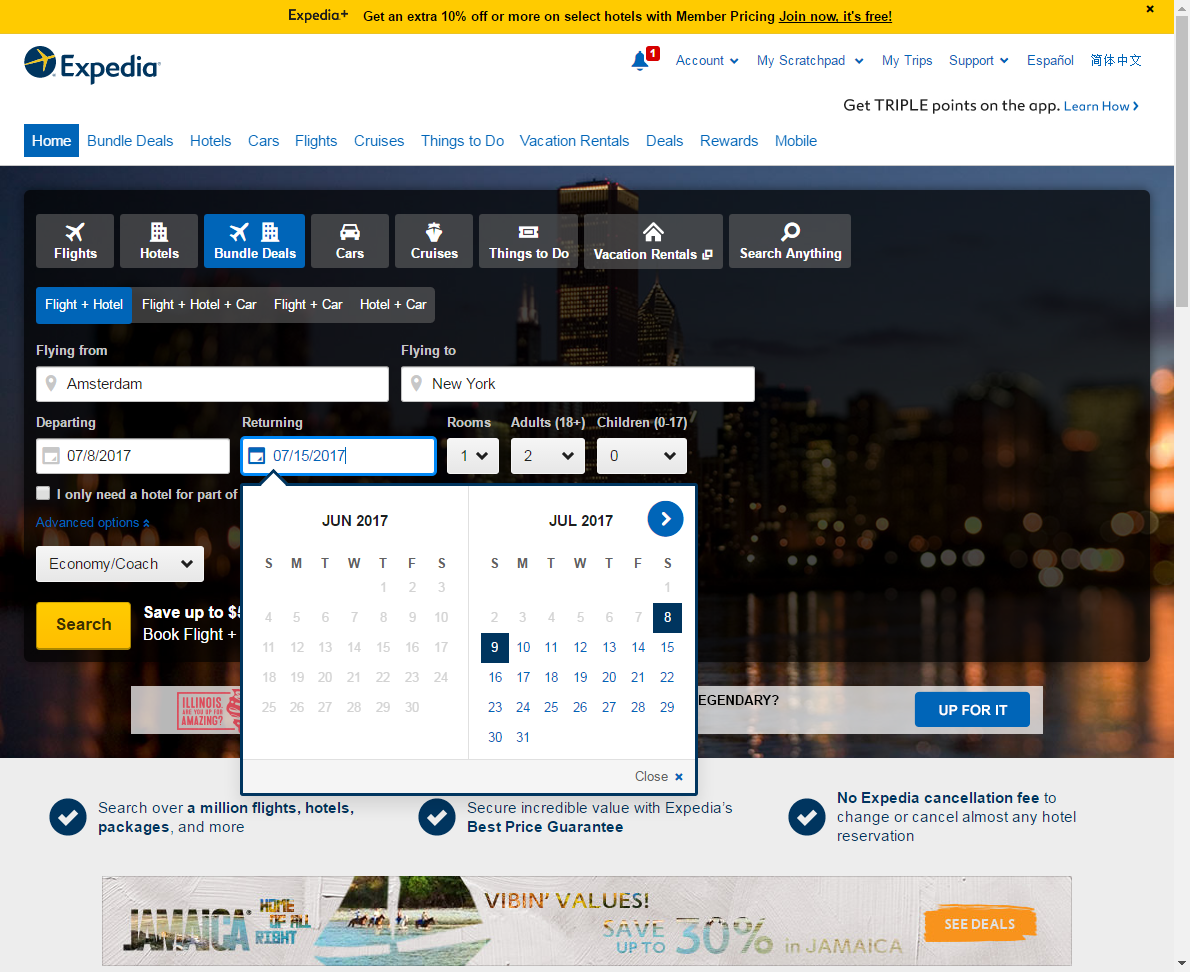 Expedia+ Get an extra 10% off or more on select hotels with Member Pricing Join now, it's free! ×
Expedia
1 Account My Scratchpad My Trips Support Español 简体中文
Get TRIPLE points on the app. Learn How
Home Bundle Deals Hotels Cars Flights Cruises Things to Do Vacation Rentals Deals Rewards Mobile
Flights Hotels Bundle Deals Cars Cruises Things to Do Vacation Rentals Search Anything
Flight + Hotel Flight + Hotel + Car Flight + Car Hotel + Car
Flying from Flying to
Amsterdam New York
Departing Returning Rooms Adults (18+) Children (0-17)
07/8/2017 07/15/2017 1 2 0
I only need a hotel for part of
Advanced options
Economy/Coach
Search
Save up to $5
Book Flight +
JUN 2017
S M T W T F S
1 2 3
4 5 6 7 8 9 10
11 12 13 14 15 16 17
18 19 20 21 22 23 24
25 26 27 28 29 30
JUL 2017
S M T W T F S
1
2 3 4 5 6 7 8
9 10 11 12 13 14 15
16 17 18 19 20 21 22
23 24 25 26 27 28 29
30 31
Close ×
ILLINOIS.
ARE YOU UP FOR
AMAZING?
EGENDARY?
UP FOR IT
Search over a million flights, hotels,
packages, and more
Secure incredible value with Expedia's
Best Price Guarantee
No Expedia cancellation fee to
change or cancel almost any hotel
reservation
JAMAICA
HOME
OF ALL
RIGHT
VIBIN' VALUES!
SAVE
UP TO 30% in JAMAICA
SEE DEALS